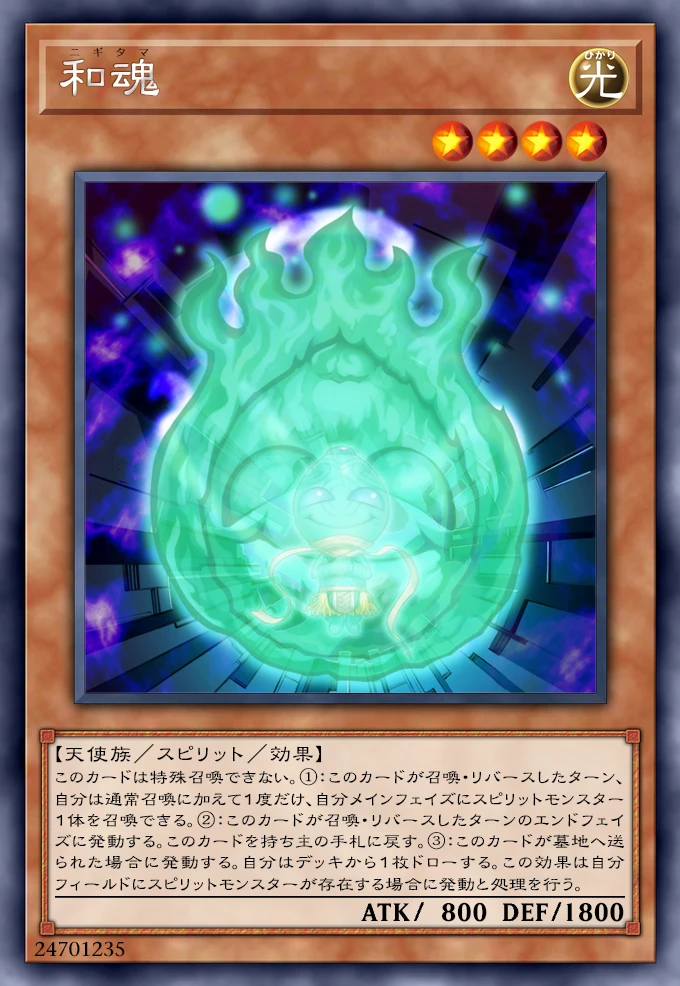 ニギタマ
和魂
ひかり
光
【天使族／スピリット／効果】
このカードは特殊召喚できない。①：このカードが召喚・リバースしたターン、
自分は通常召喚に加えて１度だけ、自分メインフェイズにスピリットモンスター
１体を召喚できる。②：このカードが召喚・リバースしたターンのエンドフェイ
ズに発動する。このカードを持ち主の手札に戻す。③：このカードが墓地へ送
られた場合に発動する。自分はデッキから１枚ドローする。この効果は自分
フィールドにスピリットモンスターが存在する場合に発動と処理を行う。
ATK/ 800 DEF/1800
24701235